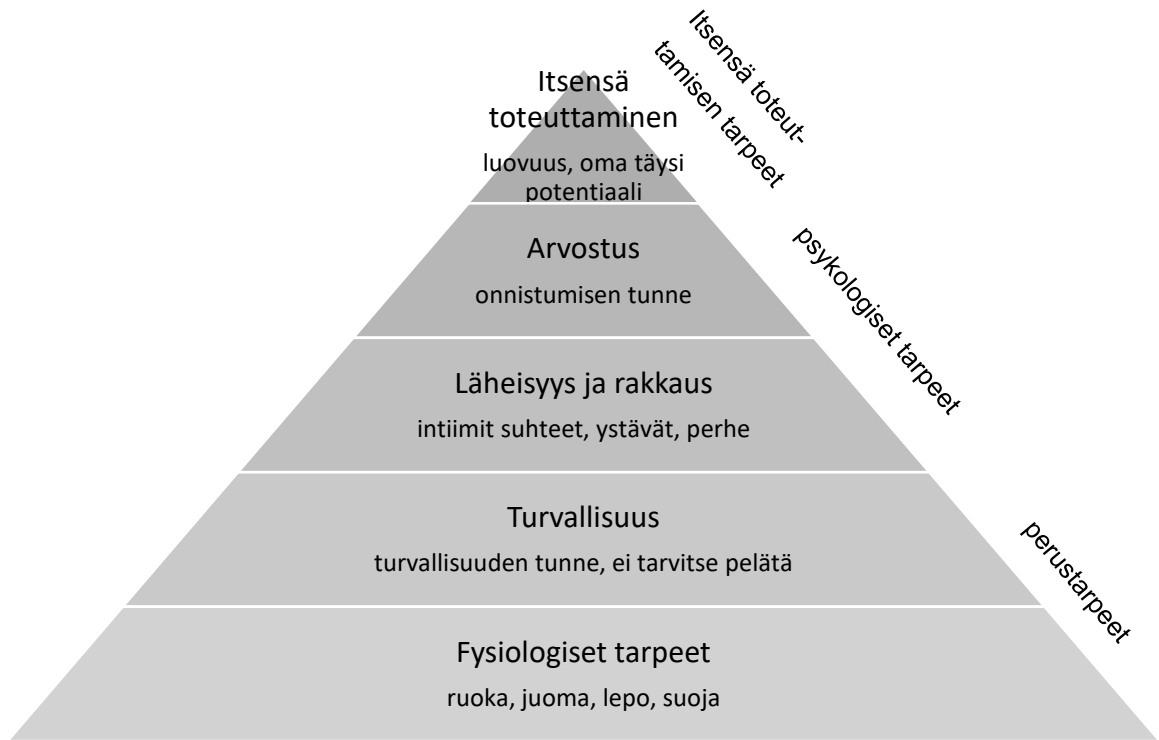 Itsensä
toteuttaminen
luovuus, oma täysi
potentiaali
Itsensä toteut-
tamisen tarpeet
Arvostus
onnistumisen tunne
psykologiset tarpeet
Läheisyys ja rakkaus
intiimit suhteet, ystävät, perhe
Turvallisuus
turvallisuuden tunne, ei tarvitse pelätä
perustarpeet
Fysiologiset tarpeet
ruoka, juoma, lepo, suoja